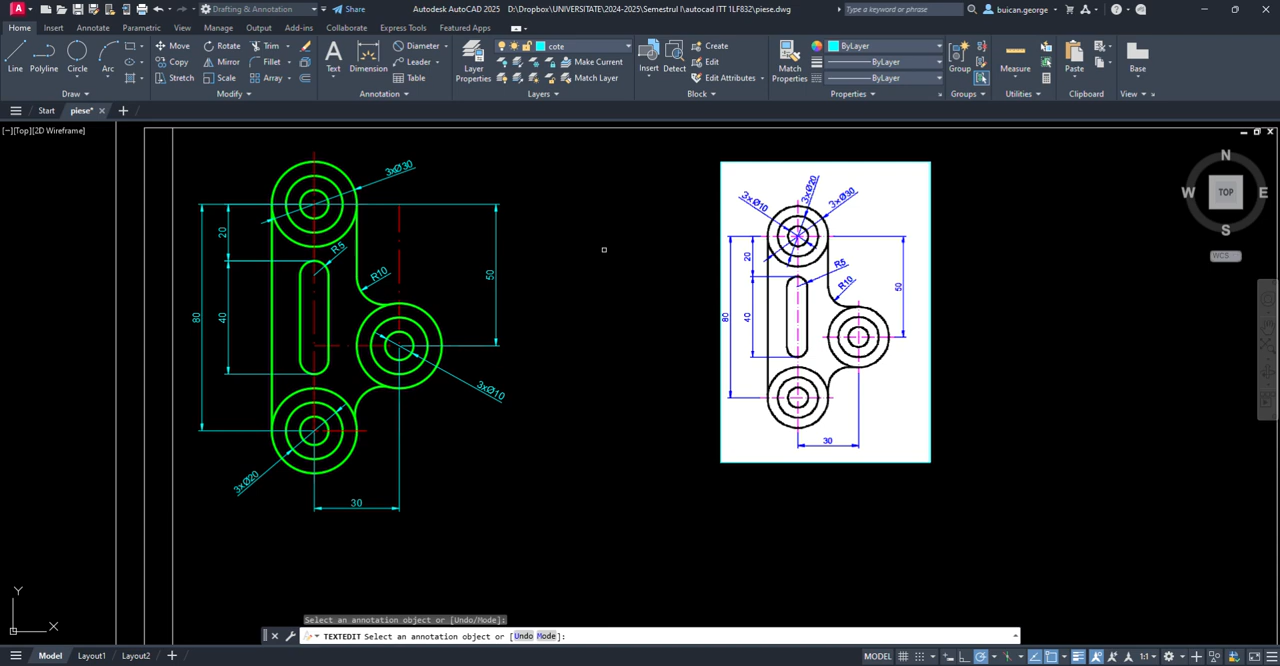 Drafting & Annotation
Share
Autodesk AutoCAD 2025 D:\Dropbox\UNIVERSITATE\2024-2025\Semestrul I\autocad ITT 1LF832\piese.dwg
Type a keyword or phrase
buican.george
Home Insert Annotate Parametric View Manage Output Add-ins Collaborate Express Tools Featured Apps
Line Polyline Circle Arc
Move Rotate Trim
Copy Mirror Fillet
Stretch Scale Array
Text Dimension
Diameter
Leader
Table
Layer Properties
cote
Make Current
Match Layer
Insert Detect
Create
Edit
Edit Attributes
Match Properties
ByLayer
ByLayer
ByLayer
Group Measure Paste Base
Draw Modify Annotation Layers Block Properties Groups Utilities Clipboard View
Start piese*
[−][Top][2D Wireframe]
3xØ30
20
R5
R10
50
80
40
3xØ10
3xØ20
30
3xØ10
3xØ20
3xØ30
20
R5
R10
50
80
40
30
N
W TOP E
S
WCS
Y
X
Select an annotation object or [Undo/Mode]:
TEXTEDIT Select an annotation object or [Undo Mode]:
Model Layout1 Layout2
MODEL
1:1